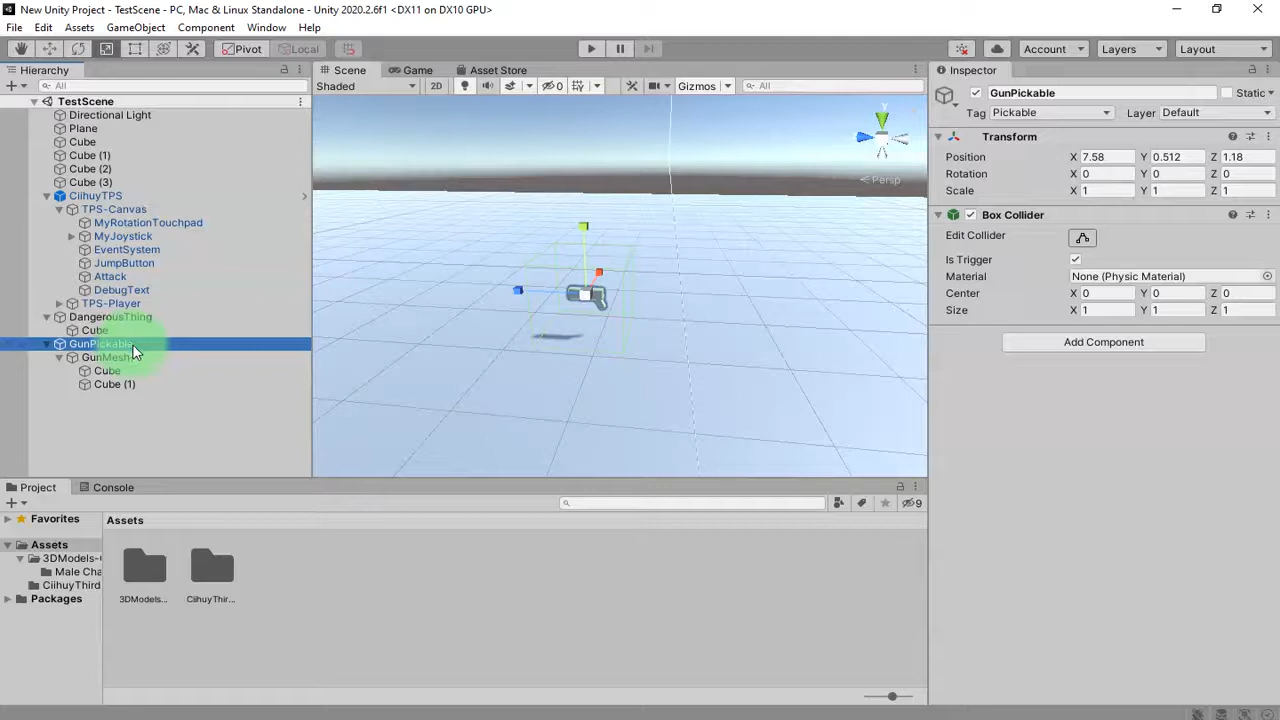 New Unity Project - TestScene - PC, Mac & Linux Standalone - Unity 2020.2.6f1 <DX11 on DX10 GPU>
File Edit Assets GameObject Component Window Help
Pivot Local Account Layers Layout
Hierarchy
All
TestScene
Directional Light
Plane
Cube
Cube (1)
Cube (2)
Cube (3)
CiihuyTPS
TPS-Canvas
MyRotationTouchpad
MyJoystick
EventSystem
JumpButton
Attack
DebugText
TPS-Player
DangerousThing
Cube
GunPickable
GunMesh
Cube
Cube (1)
Scene Game Asset Store
Shaded 2D 0 Gizmos All
y
Persp
Inspector
GunPickable Static
Tag Pickable Layer Default
Transform
Position X 7.58 Y 0.512 Z 1.18
Rotation X 0 Y 0 Z 0
Scale X 1 Y 1 Z 1
Box Collider
Edit Collider
Is Trigger
Material None (Physic Material)
Center X 0 Y 0 Z 0
Size X 1 Y 1 Z 1
Add Component
Project Console
9
Favorites
Assets
3DModels-
Male Cha
CiihuyThird
Packages
Assets
3DModels...
CiihuyThir...